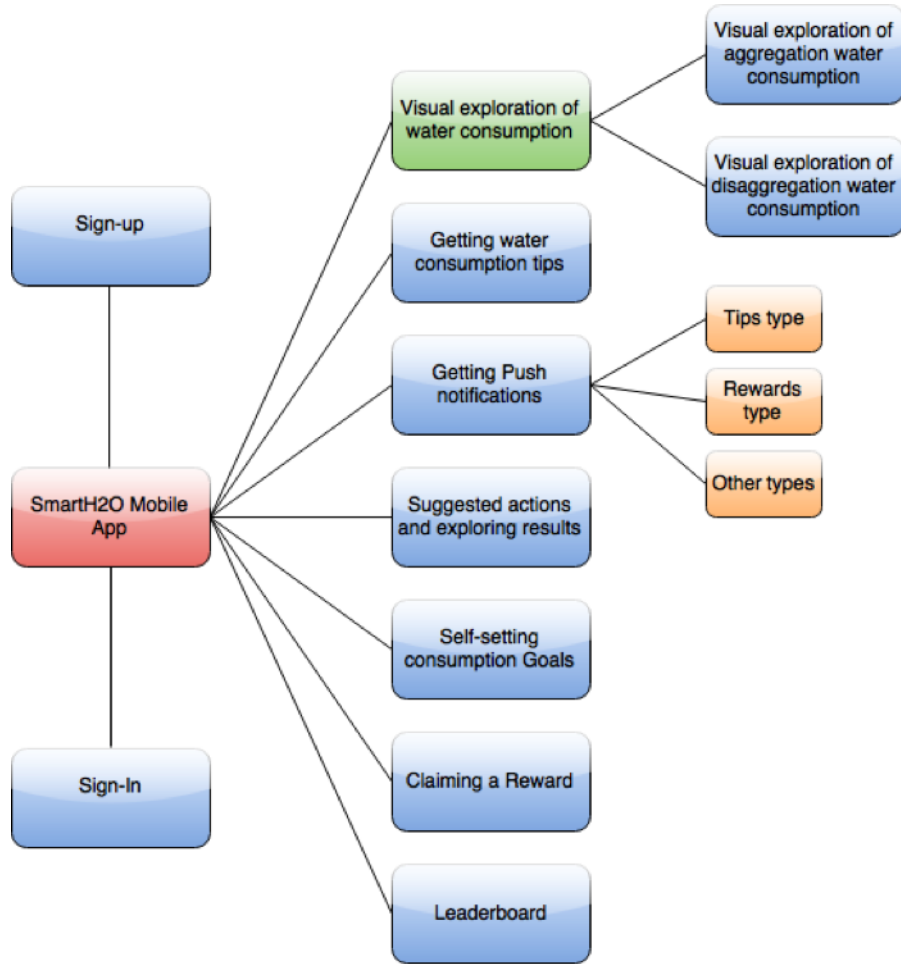 Visual exploration of
aggregation water
consumption
Visual exploration of
water consumption
Visual exploration of
disaggregation water
consumption
Sign-up
Getting water
consumption tips
Tips type
Getting Push
notifications
Rewards
type
Other types
SmartH2O Mobile
App
Suggested actions
and exploring results
Self-setting
consumption Goals
Sign-In
Claiming a Reward
Leaderboard